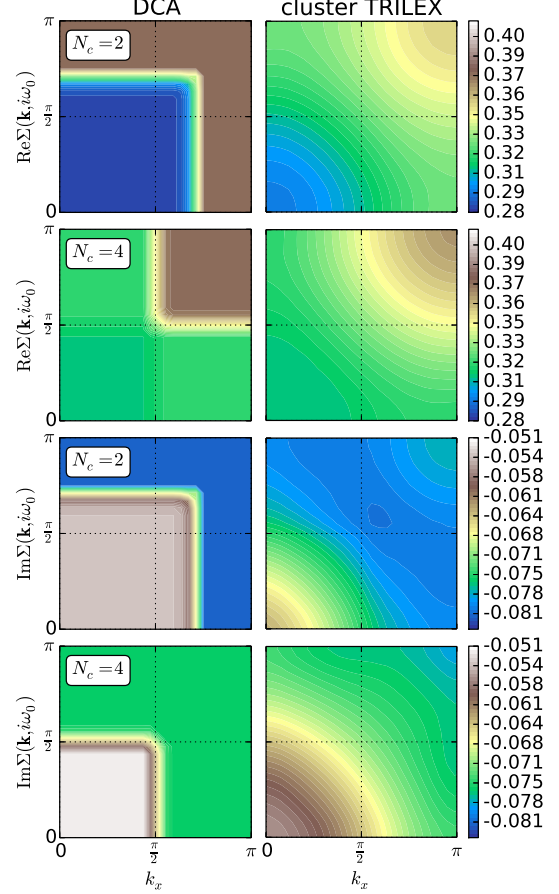 DCA cluster TRILEX
π
N_c = 2
ReΣ(k, iω_0)
π/2
0
0.40
0.39
0.37
0.36
0.35
0.33
0.32
0.31
0.29
0.28
π
N_c = 4
ReΣ(k, iω_0)
π/2
0
0.40
0.39
0.37
0.36
0.35
0.33
0.32
0.31
0.29
0.28
π
N_c = 2
ImΣ(k, iω_0)
π/2
0
-0.051
-0.054
-0.058
-0.061
-0.064
-0.068
-0.071
-0.075
-0.078
-0.081
π
N_c = 4
ImΣ(k, iω_0)
π/2
0
-0.051
-0.054
-0.058
-0.061
-0.064
-0.068
-0.071
-0.075
-0.078
-0.081
0 π/2 π 0 π/2 π
k_x k_x